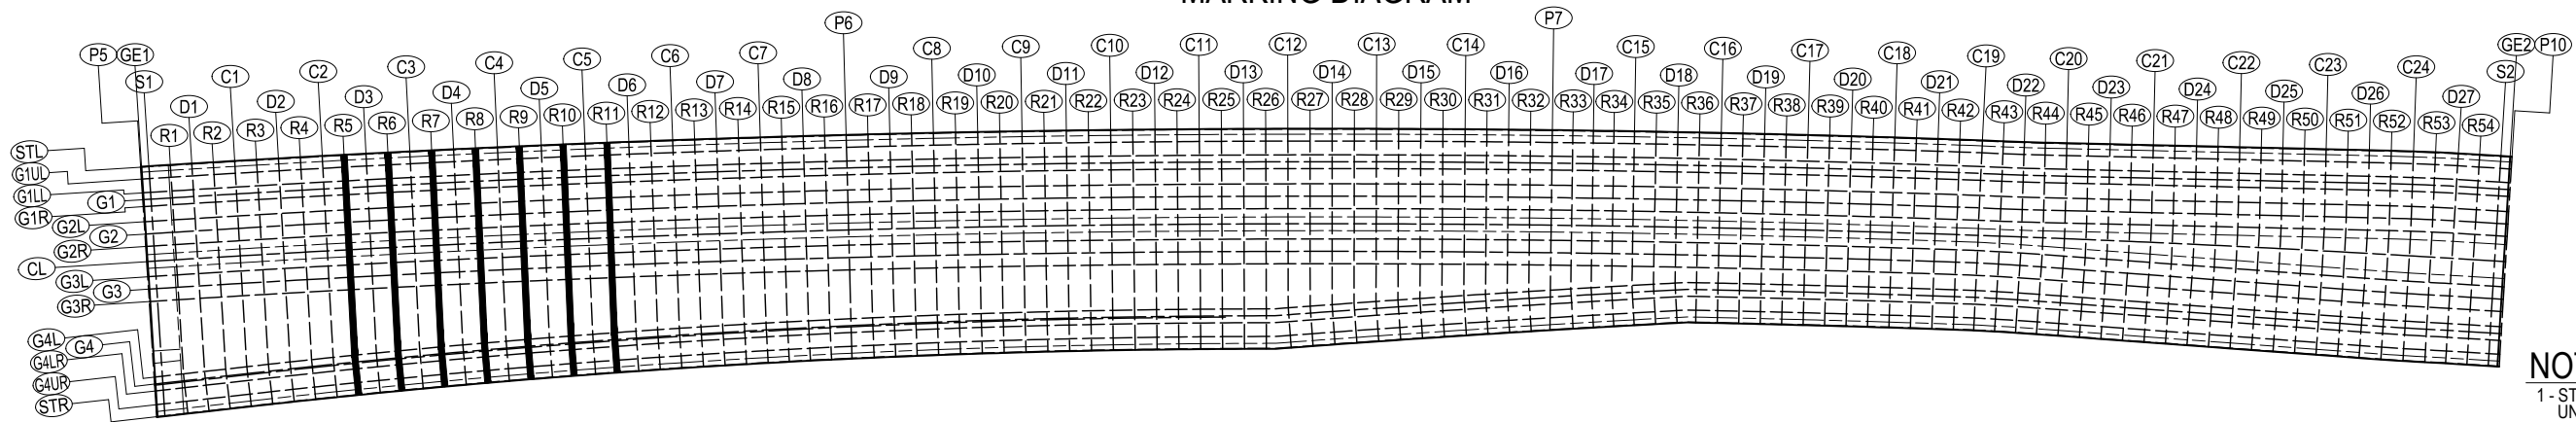 MARKING DIAGRAM
P6 P7
P5 GE1 C3 C4 C5 C6 C7 C8 C9 C10 C11 C12 C13 C14 C15 C16 C17 C18 C19 C20 C21 C22 C23 C24 GE2 P10
S1 C1 C2 D3 D4 D5 D6 D7 D8 D9 D10 D11 D12 D13 D14 D15 D16 D17 D18 D19 D20 D21 D22 D23 D24 D25 D26 D27 S2
D1 D2
R1 R2 R3 R4 R5 R6 R7 R8 R9 R10 R11 R12 R13 R14 R15 R16 R17 R18 R19 R20 R21 R22 R23 R24 R25 R26 R27 R28 R29 R30 R31 R32 R33 R34 R35 R36 R37 R38 R39 R40 R41 R42 R43 R44 R45 R46 R47 R48 R49 R50 R51 R52 R53 R54
STL
G1UL
G1LL
G1
G1R
G2L
G2
G2R
CL
G3L
G3
G3R
G4L
G4
G4LR
G4UR
STR
NO
1 - ST
UN